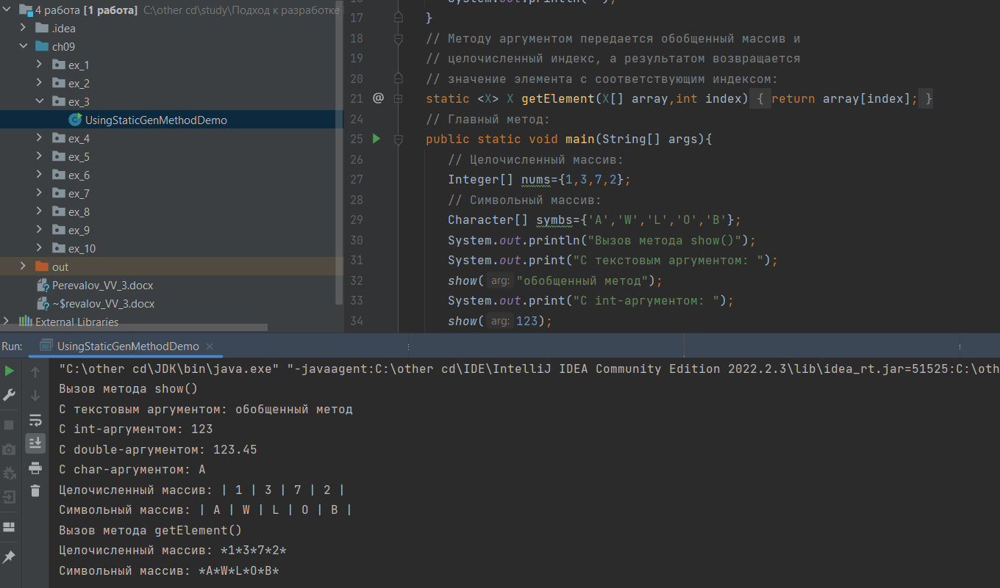 4 работа [1 работа] C:\other cd\study\Подход к разработке
.idea
ch09
ex_1
ex_2
ex_3
UsingStaticGenMethodDemo
ex_4
ex_5
ex_6
ex_7
ex_8
ex_9
ex_10
out
Perevalov_VV_3.docx
~$revalov_VV_3.docx
External Libraries
17 }
18 // Методу аргументом передается обобщенный массив и
19 // целочисленный индекс, а результатом возвращается
20 // значение элемента с соответствующим индексом:
21 @ static <X> X getElement(X[] array,int index) { return array[index]; }
24 // Главный метод:
25 public static void main(String[] args){
26 // Целочисленный массив:
27 Integer[] nums={1,3,7,2};
28 // Символьный массив:
29 Character[] symbs={'A','W','L','O','B'};
30 System.out.println("Вызов метода show()");
31 System.out.print("С текстовым аргументом: ");
32 show( arg: "обобщенный метод");
33 System.out.print("С int-аргументом: ");
34 show( arg: 123);
Run: UsingStaticGenMethodDemo
"C:\other cd\JDK\bin\java.exe" "-javaagent:C:\other cd\IDE\IntelliJ IDEA Community Edition 2022.2.3\lib\idea_rt.jar=51525:C:\oth
Вызов метода show()
С текстовым аргументом: обобщенный метод
С int-аргументом: 123
С double-аргументом: 123.45
С char-аргументом: A
Целочисленный массив: | 1 | 3 | 7 | 2 |
Символьный массив: | A | W | L | O | B |
Вызов метода getElement()
Целочисленный массив: *1*3*7*2*
Символьный массив: *A*W*L*O*B*